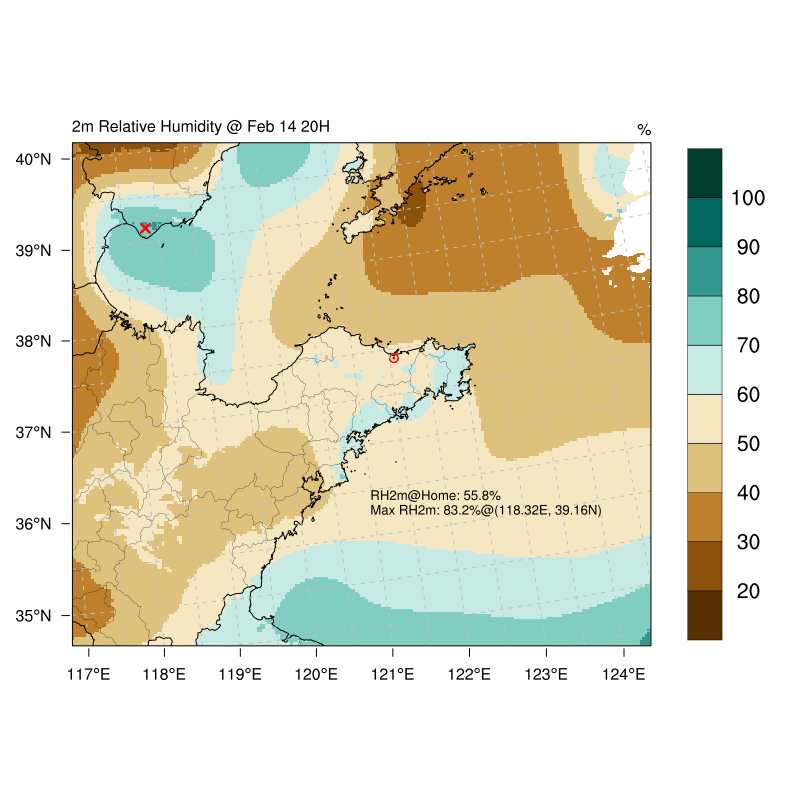 2m Relative Humidity @ Feb 14 20H
%
40°N
39°N
38°N
37°N
36°N
35°N
117°E
118°E
119°E
120°E
121°E
122°E
123°E
124°E
RH2m@Home: 55.8%
Max RH2m: 83.2%@(118.32E, 39.16N)
100
90
80
70
60
50
40
30
20